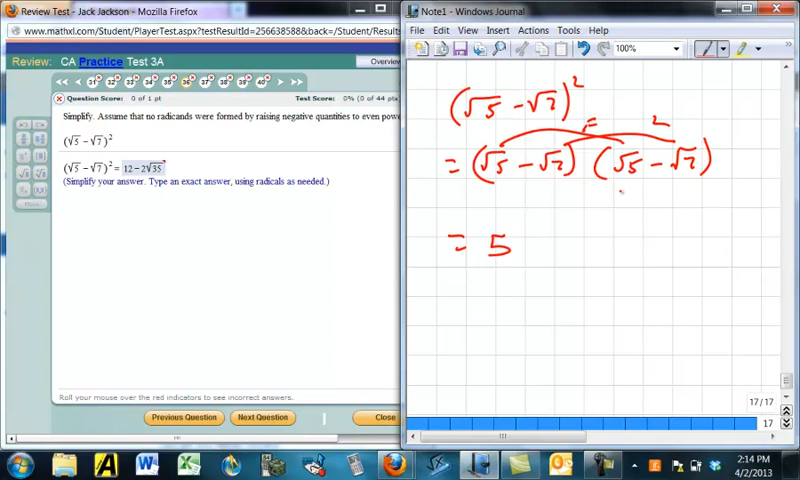 Review Test - Jack Jackson - Mozilla Firefox
www.mathxl.com/Student/PlayerTest.aspx?testResultId=256638588&back=/Student/Result
Review: CA Practice Test 3A
Overview
31 32 33 34 35 36 37 38 39 40
Question Score: 0 of 1 pt
Test Score: 0% (0 of 44 pts
Simplify. Assume that no radicands were formed by raising negative quantities to even powe
(√5 − √7)²
(√5 − √7)² = 12 − 2√35
(Simplify your answer. Type an exact answer, using radicals as needed.)
More
Roll your mouse over the red indicators to see incorrect answers.
Previous Question
Next Question
Close
Note1 - Windows Journal
File Edit View Insert Actions Tools Help
100%
(√5 − √7)²
= (√5 − √7) (√5 − √7)
= 5
17/17
17
2:14 PM
4/2/2013